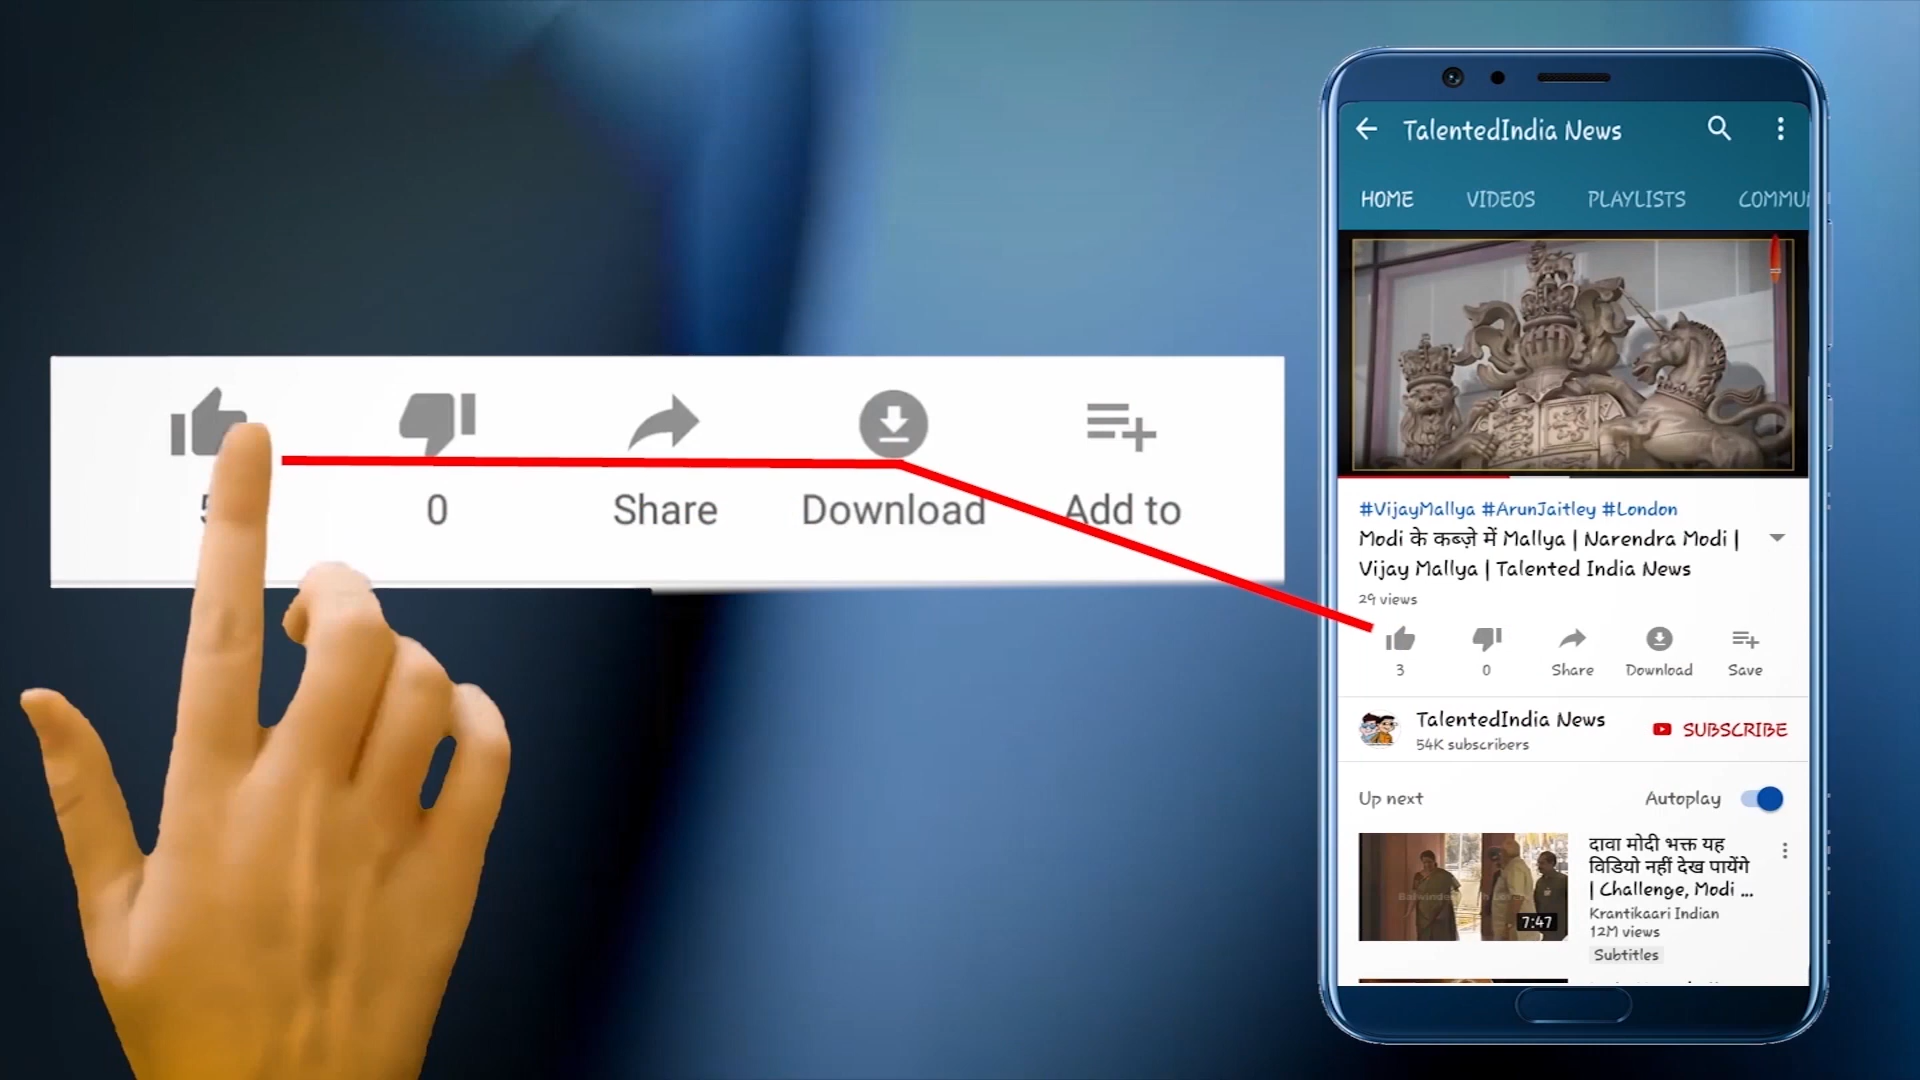 0
Share
Download
Add to
TalentedIndia News
HOME
VIDEOS
PLAYLISTS
#VijayMallya #ArunJaitley #London
Modi के कब्ज़े में Mallya | Narendra Modi |
Vijay Mallya | Talented India News
29 views
3
0
Share
Download
Save
TalentedIndia News
54K subscribers
SUBSCRIBE
Up next
Autoplay
7:47
दावा मोदी भक्त यह
विडियो नहीं देख पायेंगे
| Challenge, Modi ...
Krantikaari Indian
12M views
Subtitles